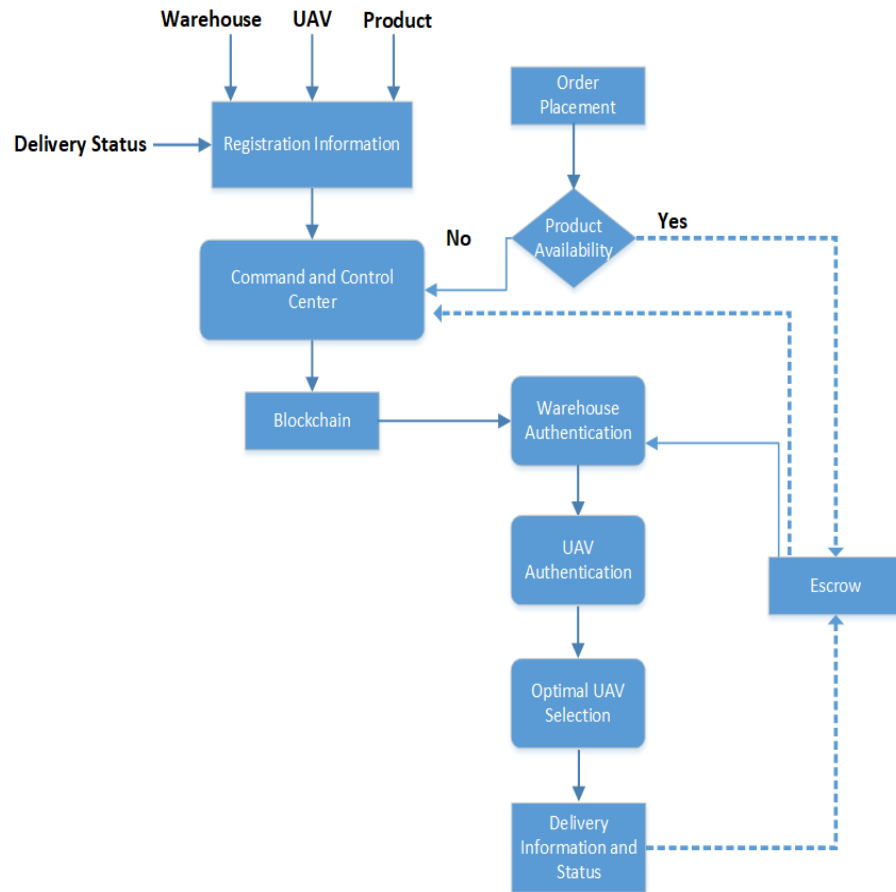 Warehouse UAV Product
Order
Placement
Delivery Status
Registration Information
No
Product
Availability
Yes
Command and Control
Center
Blockchain
Warehouse
Authentication
UAV
Authentication
Escrow
Optimal UAV
Selection
Delivery
Information and
Status